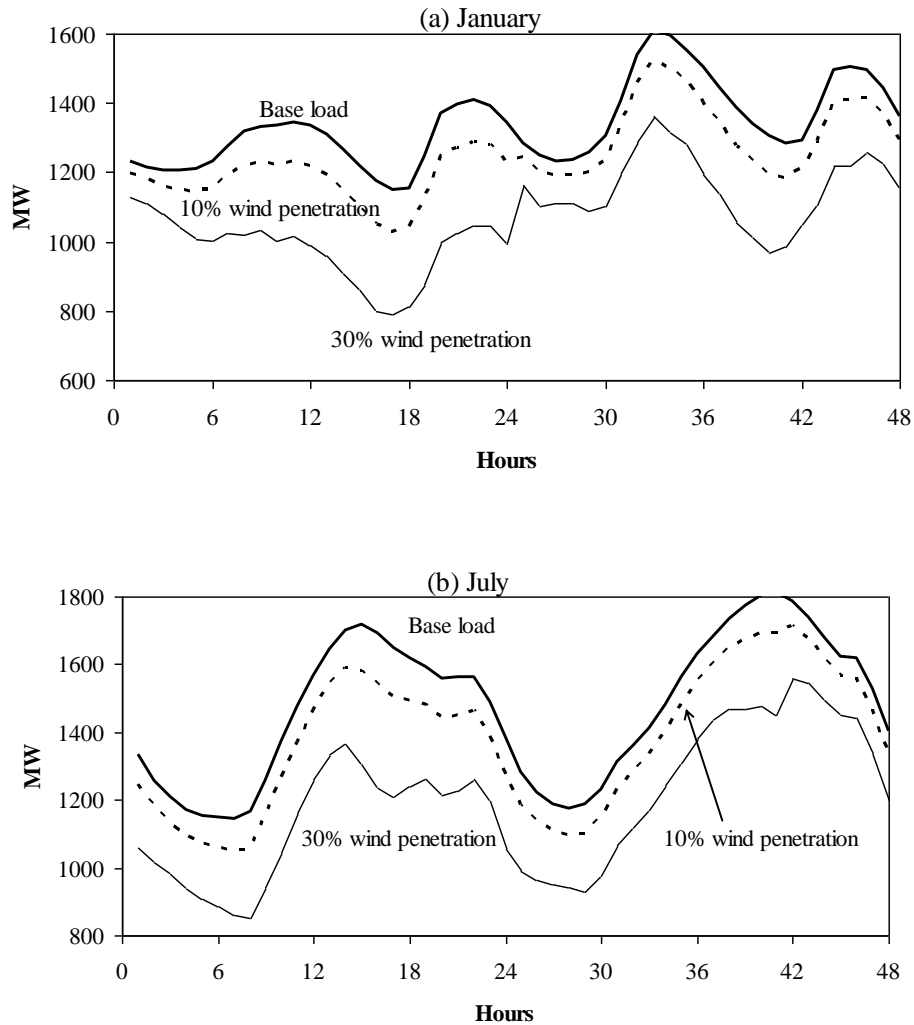 (a) January
1600
1400
1200
1000
800
600
MW
Base load
10% wind penetration
30% wind penetration
0 6 12 18 24 30 36 42 48
Hours
(b) July
1800
1600
1400
1200
1000
800
MW
Base load
30% wind penetration
10% wind penetration
0 6 12 18 24 30 36 42 48
Hours